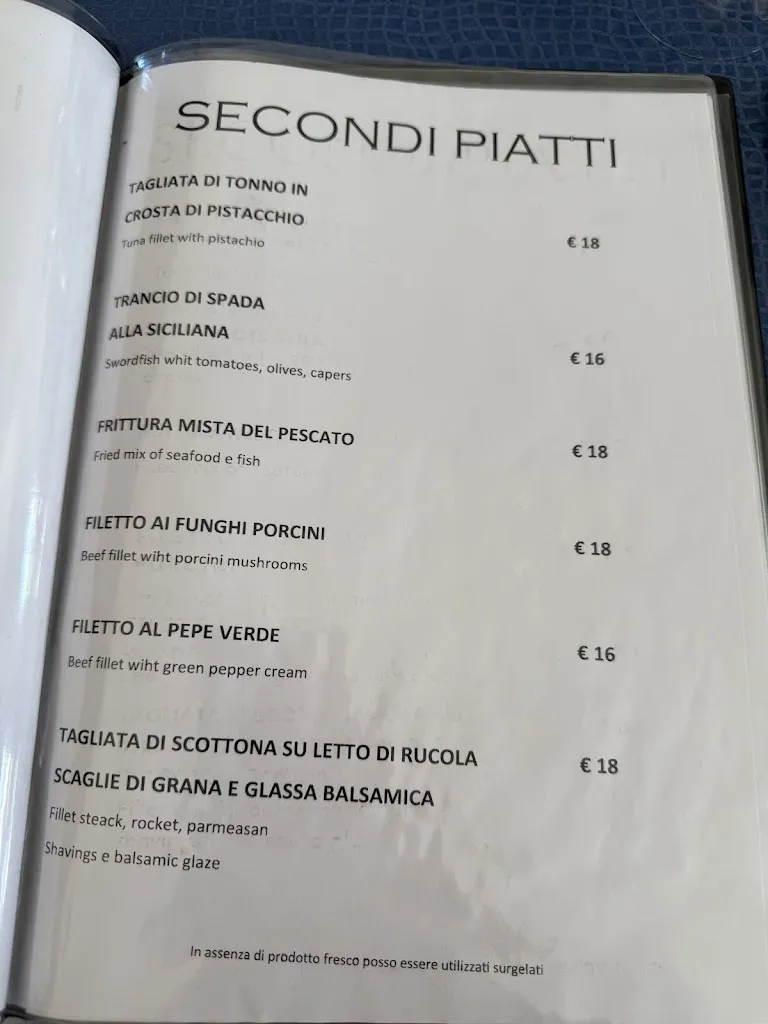 SECONDI PIATTI
TAGLIATA DI TONNO IN
CROSTA DI PISTACCHIO
Tuna fillet with pistachio
€ 18
TRANCIO DI SPADA
ALLA SICILIANA
Swordfish whit tomatoes, olives, capers
€ 16
FRITTURA MISTA DEL PESCATO
Fried mix of seafood e fish
€ 18
FILETTO AI FUNGHI PORCINI
Beef fillet wiht porcini mushrooms
€ 18
FILETTO AL PEPE VERDE
Beef fillet wiht green pepper cream
€ 16
TAGLIATA DI SCOTTONA SU LETTO DI RUCOLA
€ 18
SCAGLIE DI GRANA E GLASSA BALSAMICA
Fillet steack, rocket, parmeasan
Shavings e balsamic glaze
In assenza di prodotto fresco posso essere utilizzati surgelati